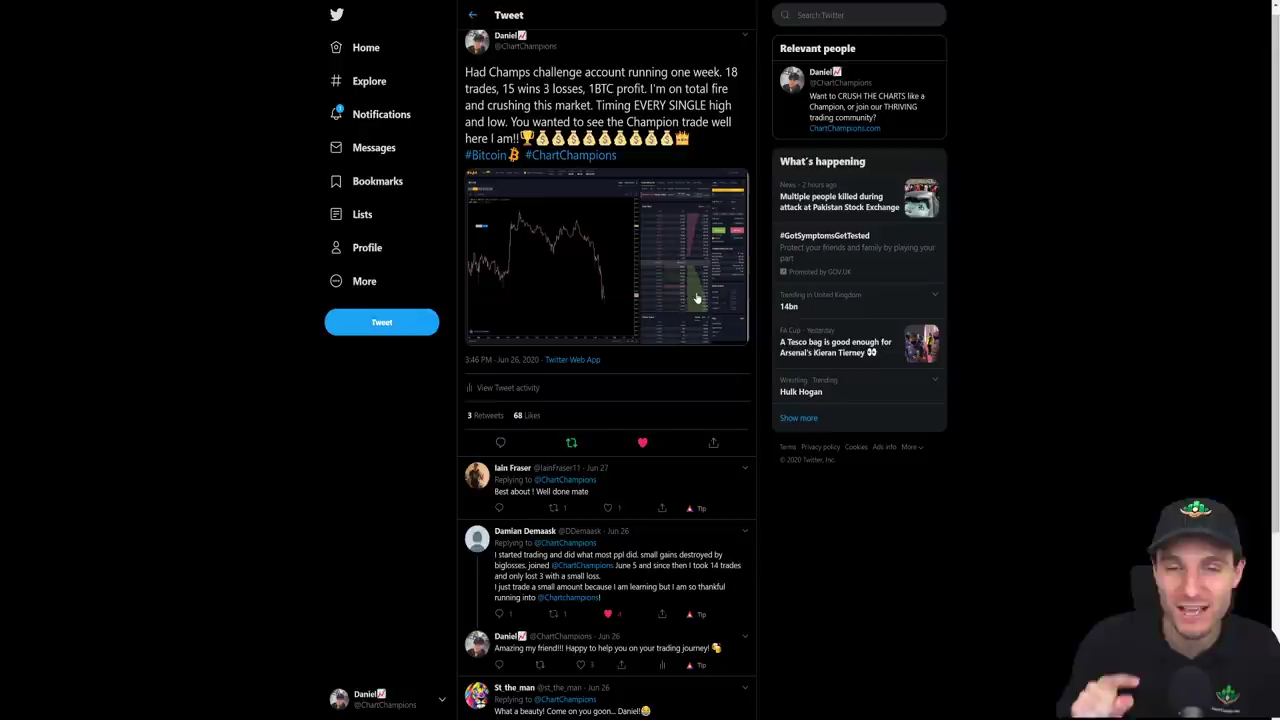 Home
Explore
Notifications
Messages
Bookmarks
Lists
Profile
More
Tweet
Daniel
@ChartChampions
Tweet
Daniel
@ChartChampions
Had Champs challenge account running one week. 18
trades, 15 wins 3 losses, 1BTC profit. I'm on total fire
and crushing this market. Timing EVERY SINGLE high
and low. You wanted to see the Champion trade well
here I am!!
#Bitcoin #ChartChampions
3:46 PM · Jun 26, 2020 · Twitter Web App
View Tweet activity
3 Retweets 68 Likes
Iain Fraser @IainFraser11 · Jun 27
Replying to @ChartChampions
Best about ! Well done mate
1 1
Tip
Damian Demaask @DDemaask · Jun 26
Replying to @ChartChampions
I started trading and did what most ppl did. small gains destroyed by
biglosses. joined @ChartChampions June 5 and since then I took 14 trades
and only lost 3 with a small loss.
I just trade a small amount because I am learning but I am so thankful
running into @Chartchampions!
1 1 4 Tip
Daniel @ChartChampions · Jun 26
Amazing my friend!!! Happy to help you on your trading journey!
3 Tip
St_the_man @st_the_man · Jun 26
Replying to @ChartChampions
What a beauty! Come on you goon... Daniel!
Search Twitter
Relevant people
Daniel
@ChartChampions
Want to CRUSH THE CHARTS like a
Champion, or join our THRIVING
trading community?
ChartChampions.com
What's happening
News · 2 hours ago
Multiple people killed during
attack at Pakistan Stock Exchange
#GotSymptomsGetTested
Protect your friends and family by playing your
part
Promoted by GOV.UK
Trending in United Kingdom
14bn
FA Cup · Yesterday
A Tesco bag is good enough for
Arsenal's Kieran Tierney
Wrestling · Trending
Hulk Hogan
Show more
Terms Privacy policy Cookies Ads info More
© 2020 Twitter, Inc.